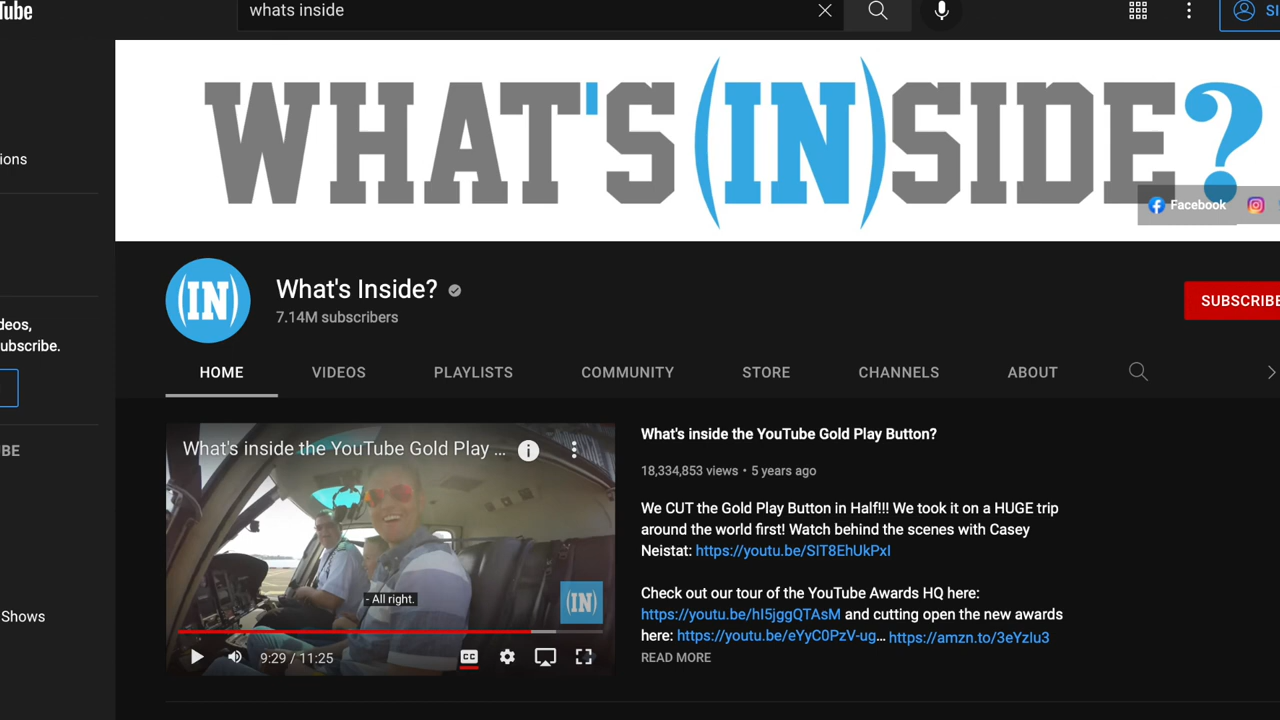 Tube
whats inside
SI
WHAT'S (IN)SIDE?
Facebook
ions
(IN)
What's Inside?
7.14M subscribers
SUBSCRIBE
deos,
ubscribe.
HOME
VIDEOS
PLAYLISTS
COMMUNITY
STORE
CHANNELS
ABOUT
BE
Shows
What's inside the YouTube Gold Play ...
- All right.
(IN)
9:29 / 11:25
CC
What's inside the YouTube Gold Play Button?
18,334,853 views • 5 years ago
We CUT the Gold Play Button in Half!!! We took it on a HUGE trip
around the world first! Watch behind the scenes with Casey
Neistat: https://youtu.be/SIT8EhUkPxI
Check out our tour of the YouTube Awards HQ here:
https://youtu.be/hI5jggQTAsM and cutting open the new awards
here: https://youtu.be/eYyC0PzV-ug... https://amzn.to/3eYzlu3
READ MORE